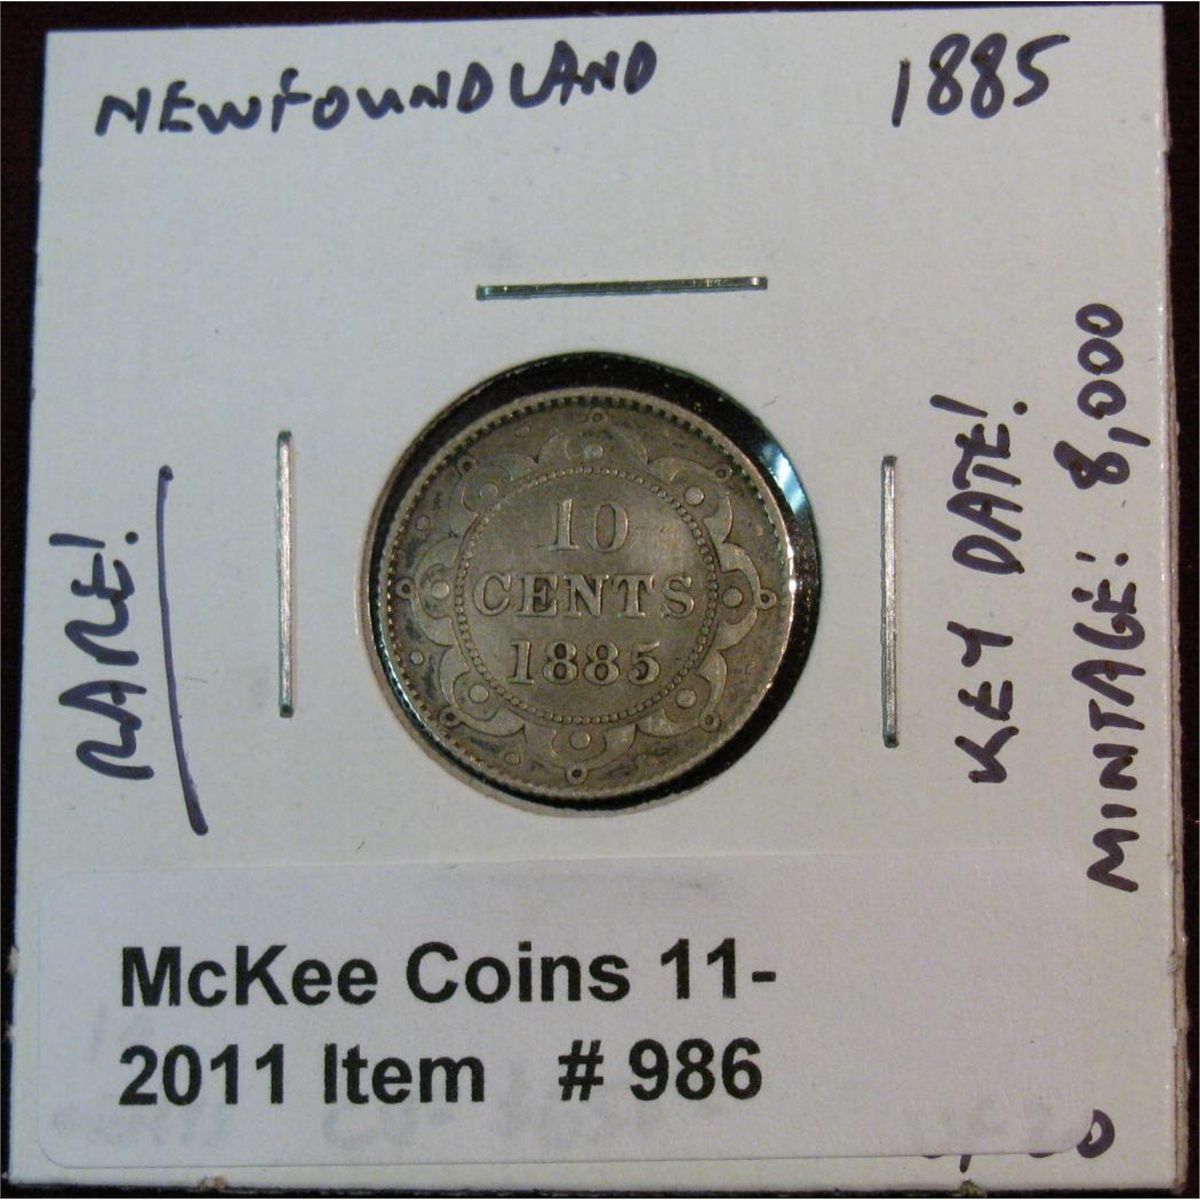 NEWFOUNDLAND 1885
RARE!
10
CENTS
1885
KEY DATE!
MINTAGE: 8,000
McKee Coins 11-
2011 Item # 986